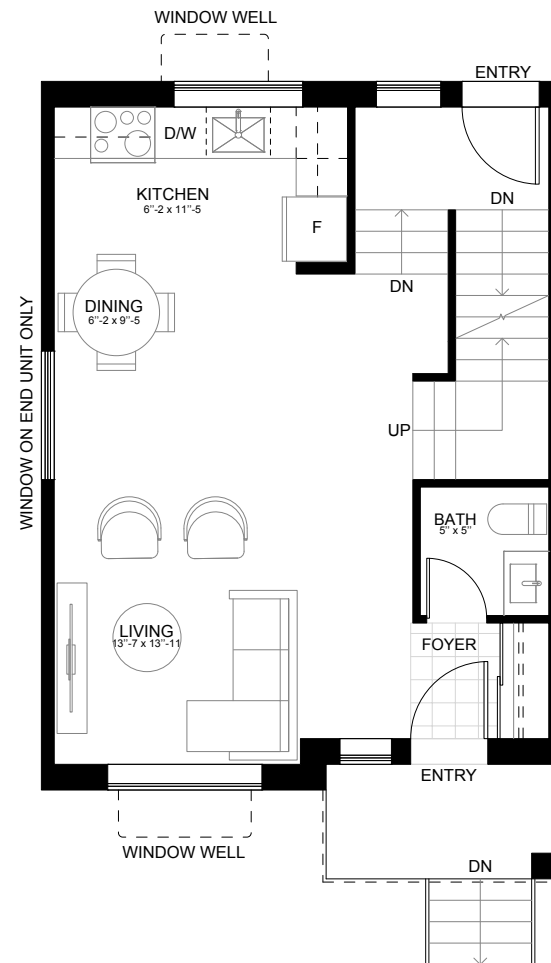 WINDOW WELL
ENTRY
D/W
KITCHEN
6"-2 x 11"-5
F
DN
DN
DINING
6"-2 x 9"-5
WINDOW ON END UNIT ONLY
UP
BATH
5" x 5"
FOYER
LIVING
13"-7 x 13"-11
ENTRY
WINDOW WELL
DN